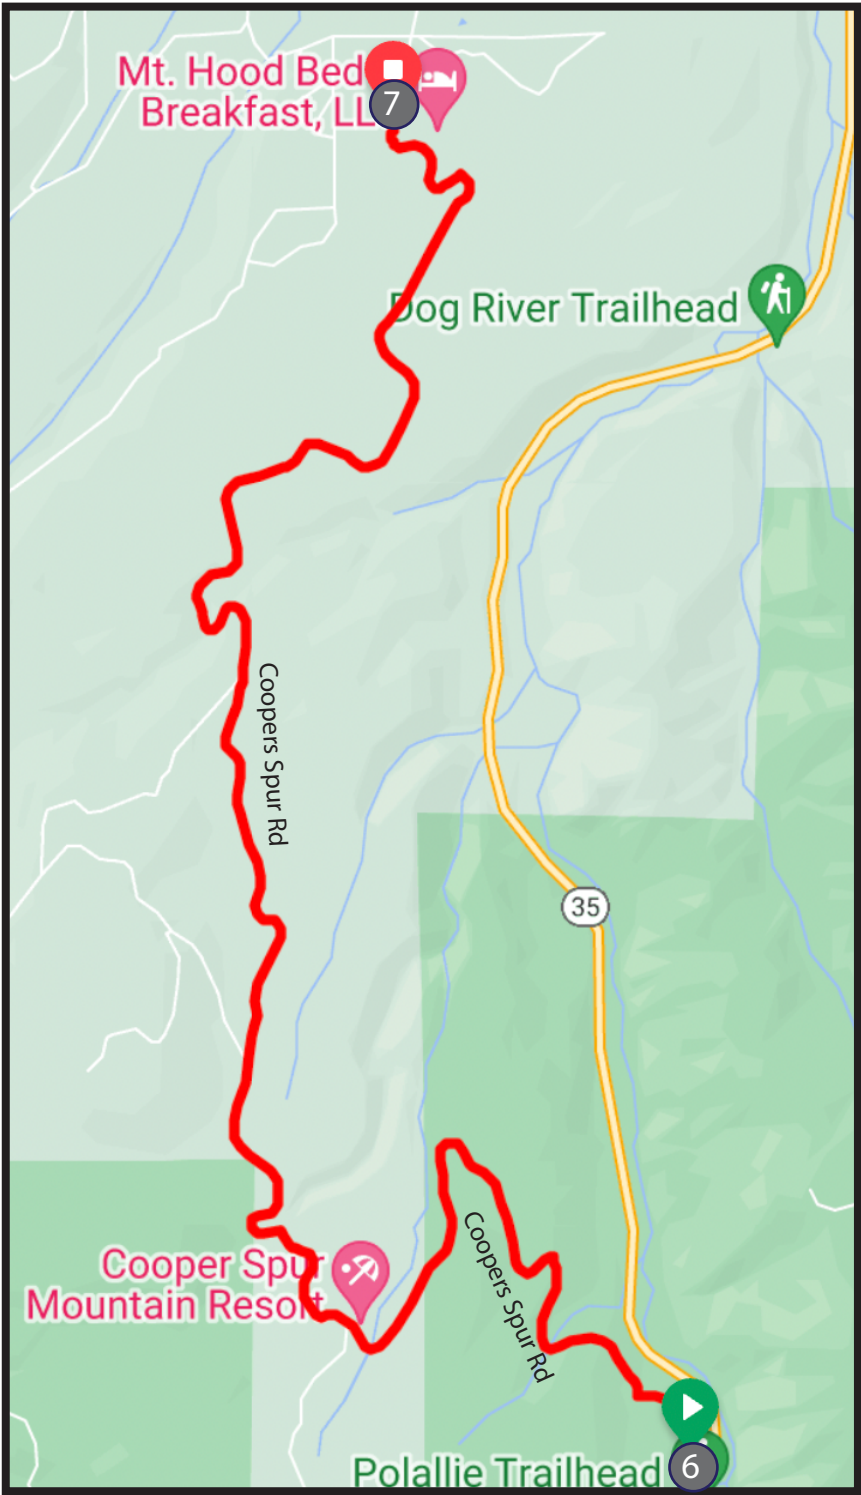 Mt. Hood Bed
Breakfast, LL
7
Dog River Trailhead
Coopers Spur Rd
35
Cooper Spur
Mountain Resort
Coopers Spur Rd
Polallie Trailhead
6